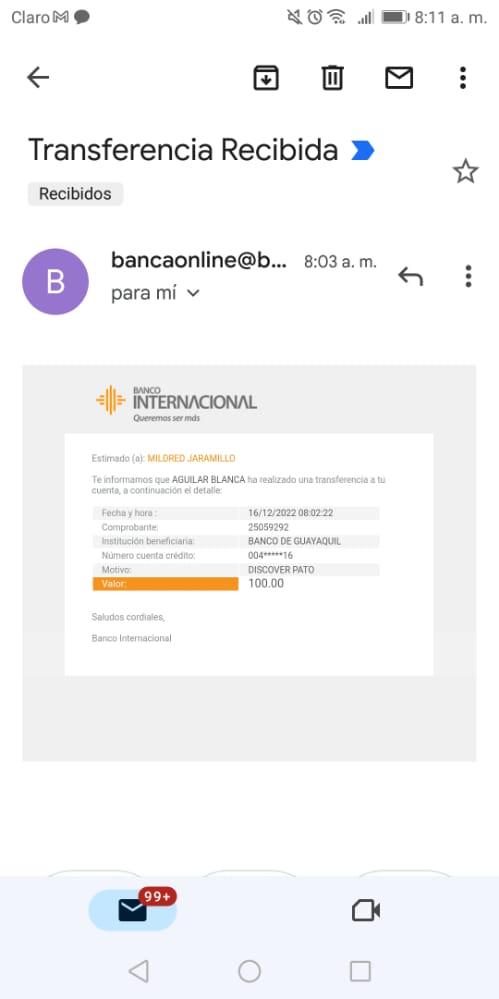 Claro 8:11 a. m.
Transferencia Recibida
Recibidos
B
bancaonline@b... 8:03 a. m.
para mí
BANCO
INTERNACIONAL
Queremos ser más
Estimado (a): MILDRED JARAMILLO
Te informamos que AGUILAR BLANCA ha realizado una transferencia a tu
cuenta, a continuación el detalle:
Fecha y hora : 16/12/2022 08:02:22
Comprobante: 25059292
Institución beneficiaria: BANCO DE GUAYAQUIL
Número cuenta crédito: 004*****16
Motivo: DISCOVER PATO
Valor: 100.00
Saludos cordiales,
Banco Internacional
99+